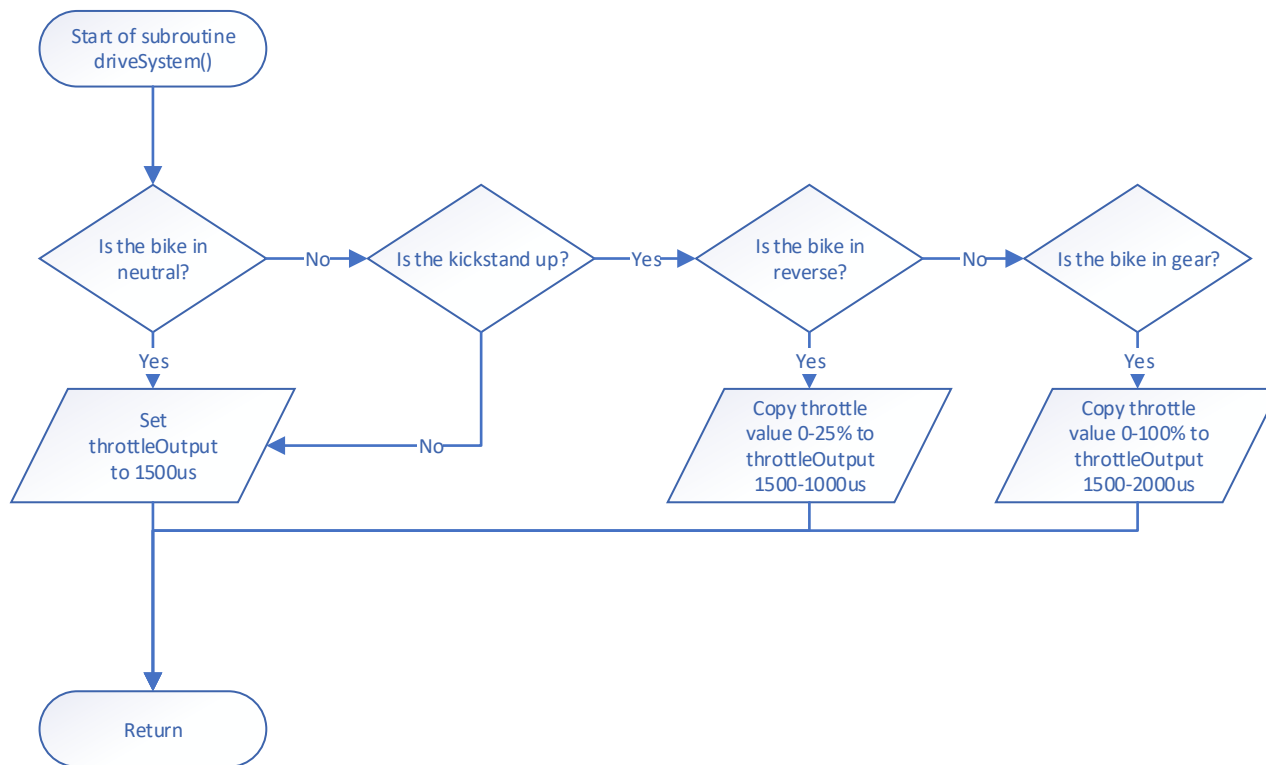 Start of subroutine
driveSystem()
Is the bike in
neutral?
No
Is the kickstand up?
Yes
Is the bike in
reverse?
No
Is the bike in gear?
Yes
Yes
Yes
Set
throttleOutput
to 1500us
No
Copy throttle
value 0-25% to
throttleOutput
1500-1000us
Copy throttle
value 0-100% to
throttleOutput
1500-2000us
Return